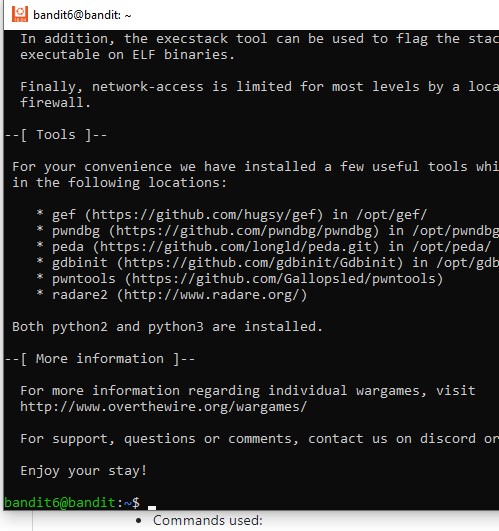 bandit6@bandit: ~
In addition, the execstack tool can be used to flag the stac
executable on ELF binaries.
Finally, network-access is limited for most levels by a loca
firewall.
--[ Tools ]--
For your convenience we have installed a few useful tools whi
in the following locations:
* gef (https://github.com/hugsy/gef) in /opt/gef/
* pwndbg (https://github.com/pwndbg/pwndbg) in /opt/pwndbg
* peda (https://github.com/longld/peda.git) in /opt/peda/
* gdbinit (https://github.com/gdbinit/Gdbinit) in /opt/gdb
* pwntools (https://github.com/Gallopsled/pwntools)
* radare2 (http://www.radare.org/)
Both python2 and python3 are installed.
--[ More information ]--
For more information regarding individual wargames, visit
http://www.overthewire.org/wargames/
For support, questions or comments, contact us on discord or
Enjoy your stay!
bandit6@bandit:~$
• Commands used: